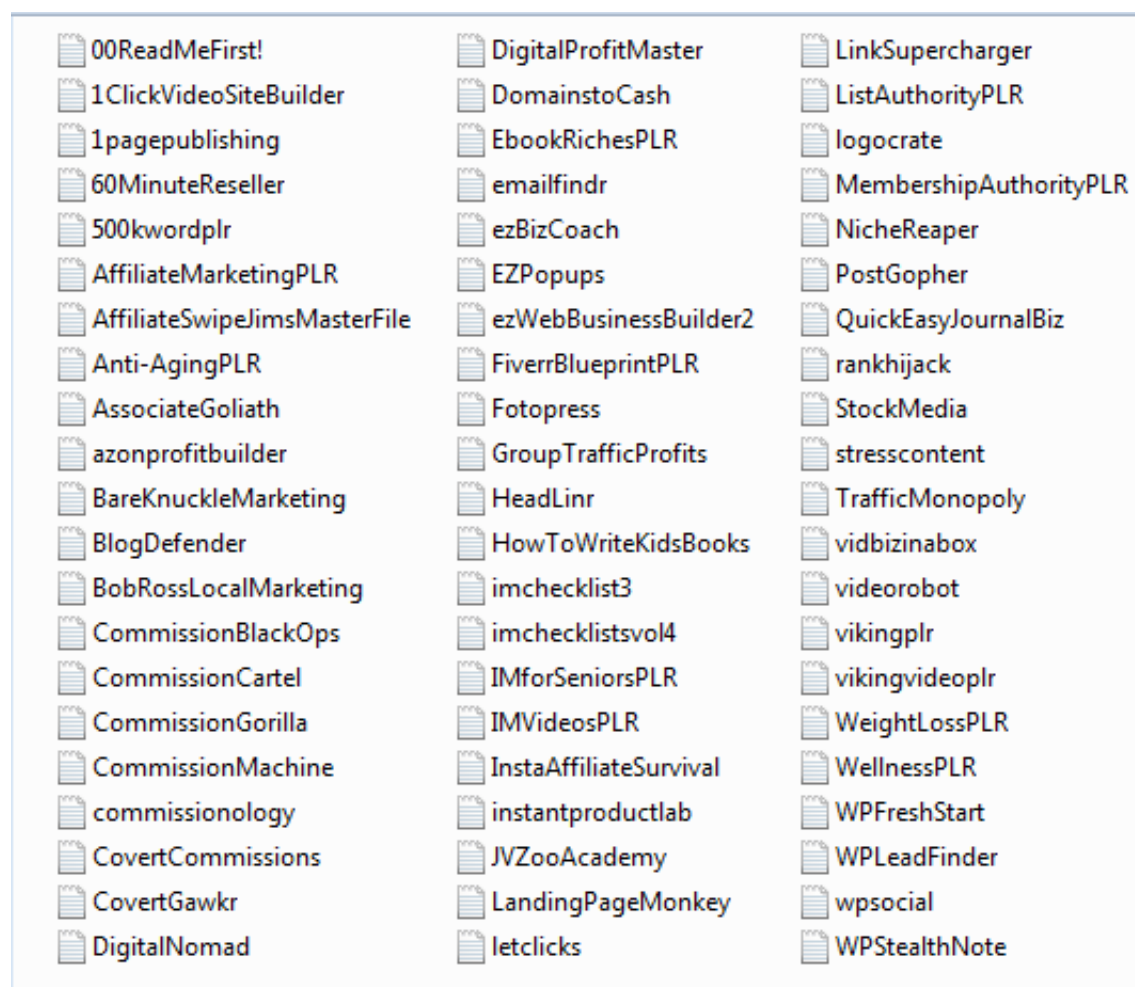 00ReadMeFirst!
1ClickVideoSiteBuilder
1pagepublishing
60MinuteReseller
500kwordplr
AffiliateMarketingPLR
AffiliateSwipeJimsMasterFile
Anti-AgingPLR
AssociateGoliath
azonprofitbuilder
BareKnuckleMarketing
BlogDefender
BobRossLocalMarketing
CommissionBlackOps
CommissionCartel
CommissionGorilla
CommissionMachine
commissionology
CovertCommissions
CovertGawkr
DigitalNomad
DigitalProfitMaster
DomainstoCash
EbookRichesPLR
emailfindr
ezBizCoach
EZPopups
ezWebBusinessBuilder2
FiverrBlueprintPLR
Fotopress
GroupTrafficProfits
HeadLinr
HowToWriteKidsBooks
imchecklist3
imchecklistsvol4
IMforSeniorsPLR
IMVideosPLR
InstaAffiliateSurvival
instantproductlab
JVZooAcademy
LandingPageMonkey
letclicks
LinkSupercharger
ListAuthorityPLR
logocrate
MembershipAuthorityPLR
NicheReaper
PostGopher
QuickEasyJournalBiz
rankhijack
StockMedia
stresscontent
TrafficMonopoly
vidbizinabox
videorobot
vikingplr
vikingvideoplr
WeightLossPLR
WellnessPLR
WPFreshStart
WPLeadFinder
wpsocial
WPStealthNote